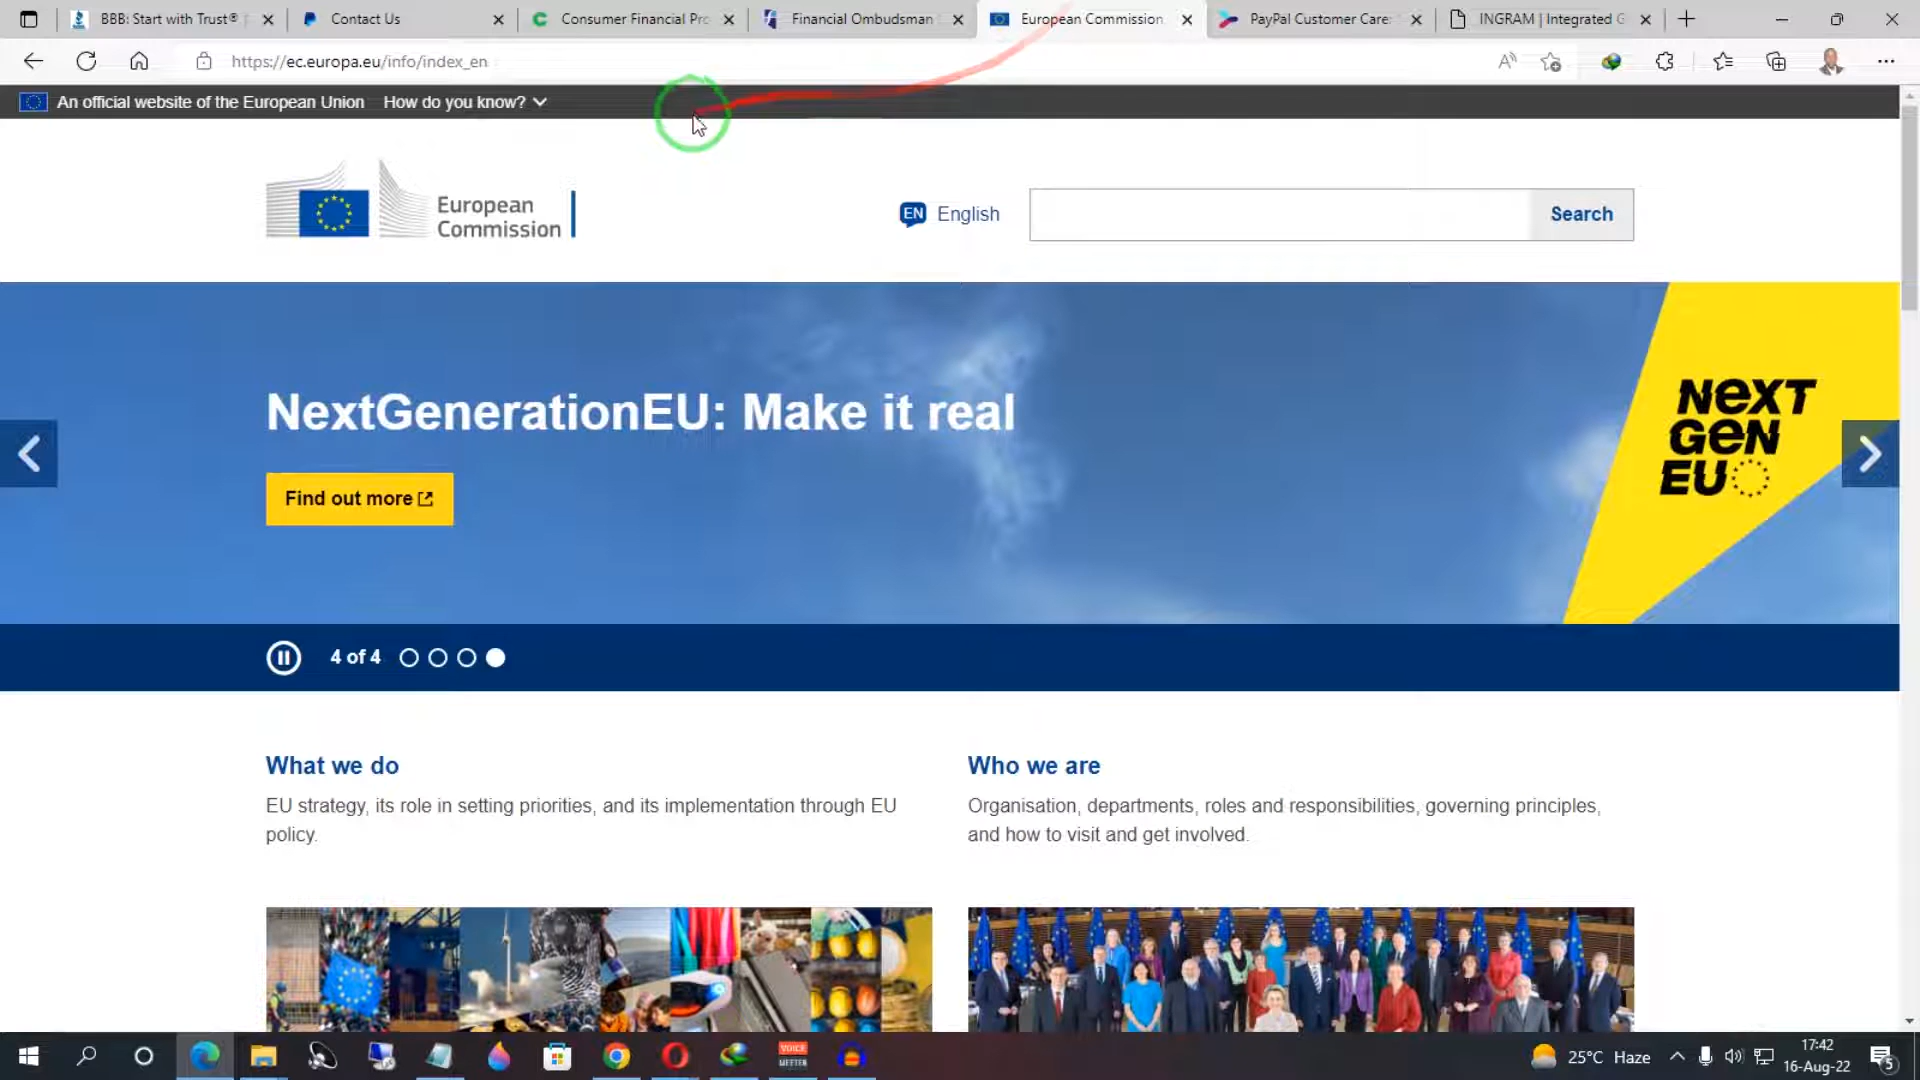 BBB: Start with Trust®
Contact Us
Consumer Financial Pro
Financial Ombudsman
European Commission
PayPal Customer Care:
INGRAM | Integrated G
https://ec.europa.eu/info/index_en
An official website of the European Union
How do you know?
European
Commission
EN English
Search
NextGenerationEU: Make it real
NEXT
GEN
EU
Find out more
4 of 4
What we do
Who we are
EU strategy, its role in setting priorities, and its implementation through EU
policy.
Organisation, departments, roles and responsibilities, governing principles,
and how to visit and get involved.
VOICE
MEETER
25°C Haze
17:42
16-Aug-22
5